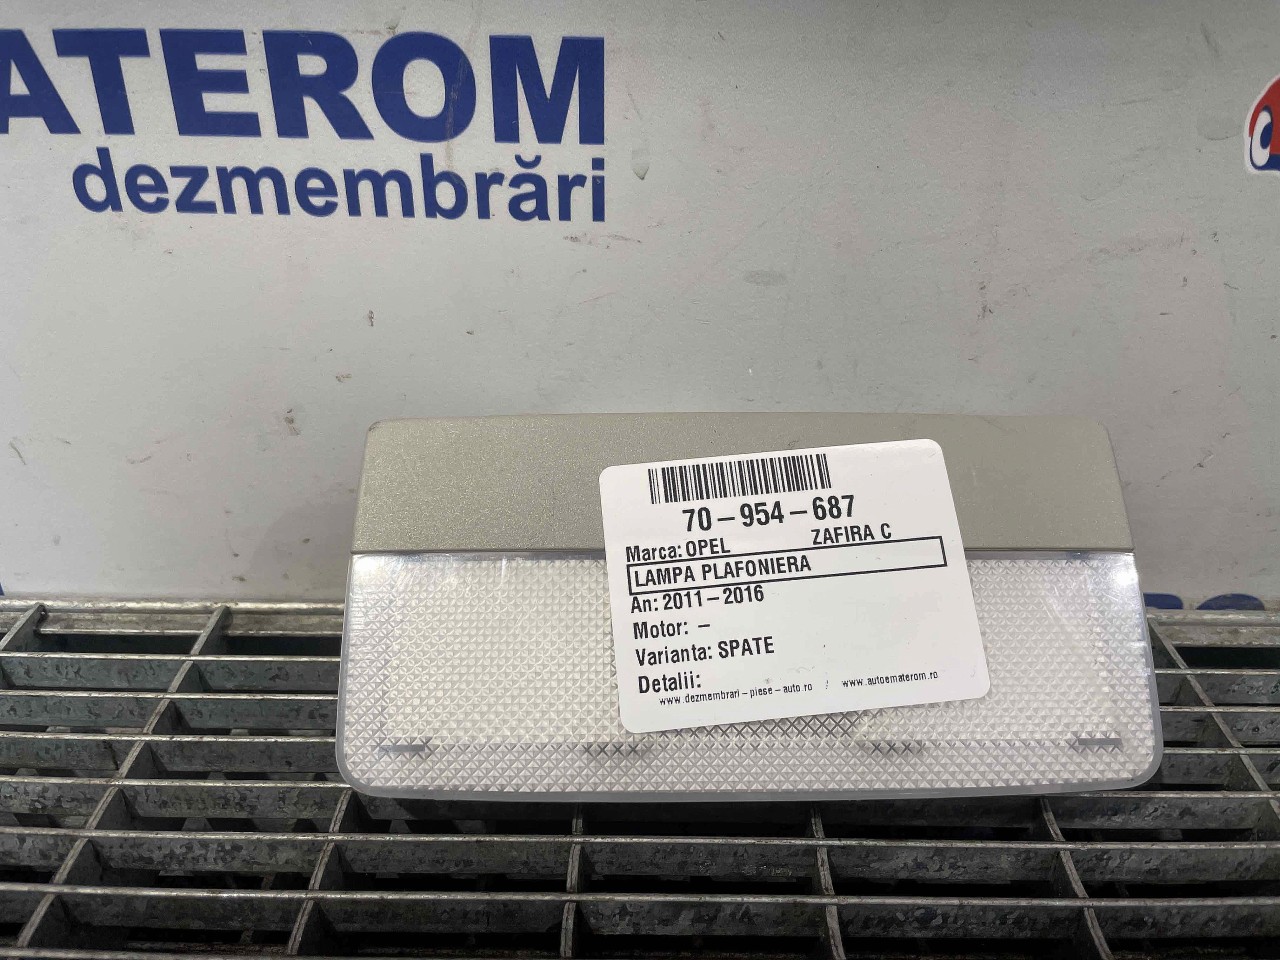 ATEROM
dezmembrări
70-954-687
Marca: OPEL ZAFIRA C
LAMPA PLAFONIERA
An: 2011-2016
Motor: -
Varianta: SPATE
Detalii:
www.dezmembrari-piese-auto.ro / www.autoematerom.ro